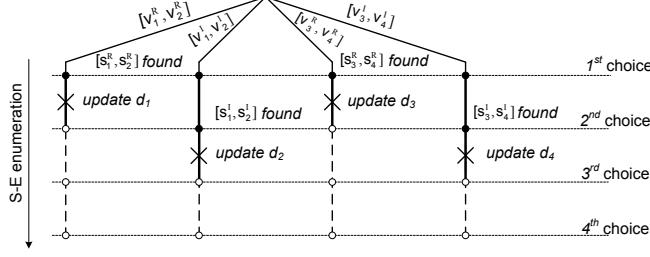 [v₁ᴿ, v₂ᴿ]
[v₁ᴵ, v₂ᴵ]
[v₃ᴿ, v₄ᴿ]
[v₃ᴵ, v₄ᴵ]
[s₁ᴿ, s₂ᴿ] found
[s₃ᴿ, s₄ᴿ] found
1ˢᵗ choice
update d₁
update d₃
[s₁ᴵ, s₂ᴵ] found
[s₃ᴵ, s₄ᴵ] found
2ⁿᵈ choice
update d₂
update d₄
3ʳᵈ choice
4ᵗʰ choice
S-E enumeration